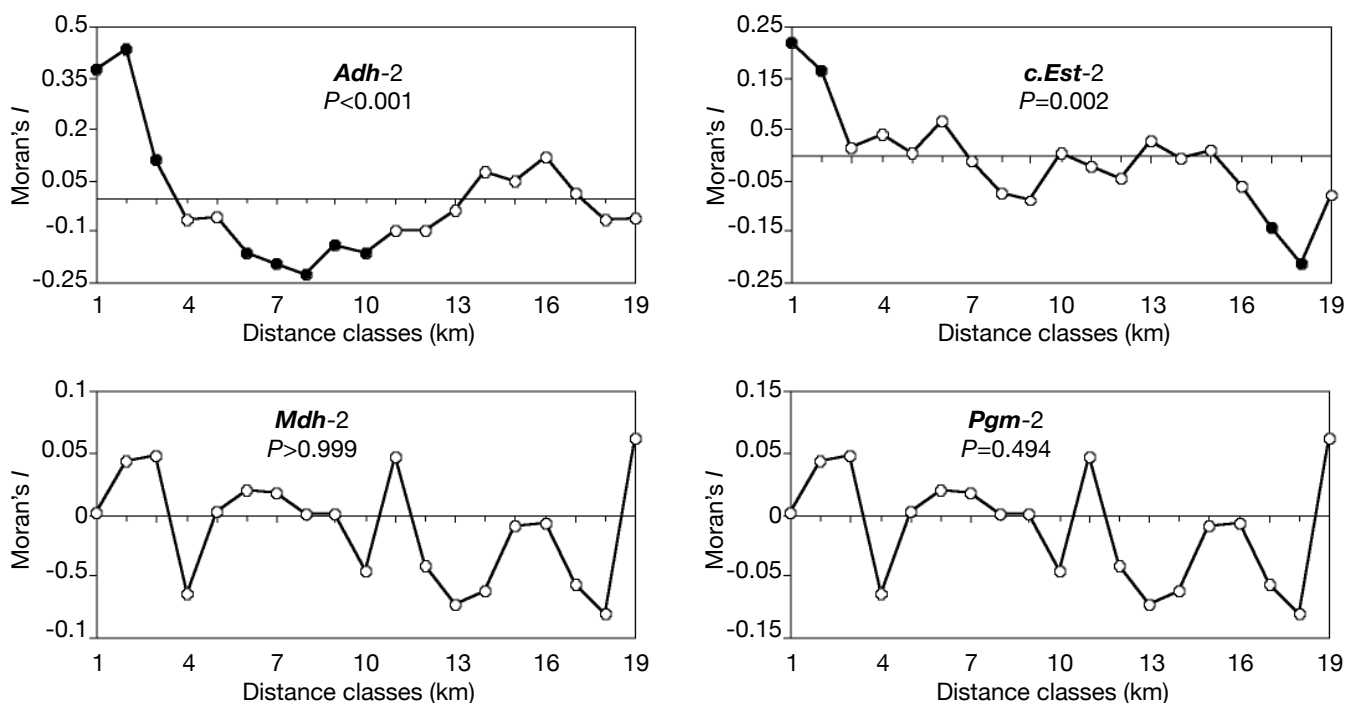 Adh-2
P<0.001
Moran's I
0.5
0.35
0.2
0.05
-0.1
-0.25
1 4 7 10 13 16 19
Distance classes (km)
c.Est-2
P=0.002
Moran's I
0.25
0.15
0.5
-0.05
-0.15
-0.25
1 4 7 10 13 16 19
Distance classes (km)
Mdh-2
P>0.999
Moran's I
0.1
0.05
0
-0.5
-0.1
1 4 7 10 13 16 19
Distance classes (km)
Pgm-2
P=0.494
Moran's I
0.15
0.05
0
-0.05
-0.15
1 4 7 10 13 16 19
Distance classes (km)